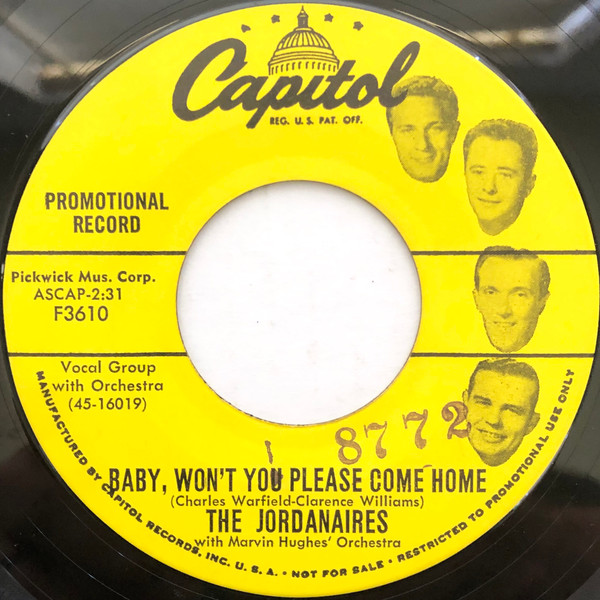 Capitol
REG. U.S. PAT. OFF.
PROMOTIONAL
RECORD
Pickwick Mus. Corp.
ASCAP-2:31
F3610
Vocal Group
with Orchestra
(45-16019)
8772
BABY, WON'T YOU PLEASE COME HOME
(Charles Warfield-Clarence Williams)
THE JORDANAIRES
with Marvin Hughes' Orchestra
MANUFACTURED BY CAPITOL RECORDS, INC. U.S.A. • NOT FOR SALE • RESTRICTED TO PROMOTIONAL USE ONLY